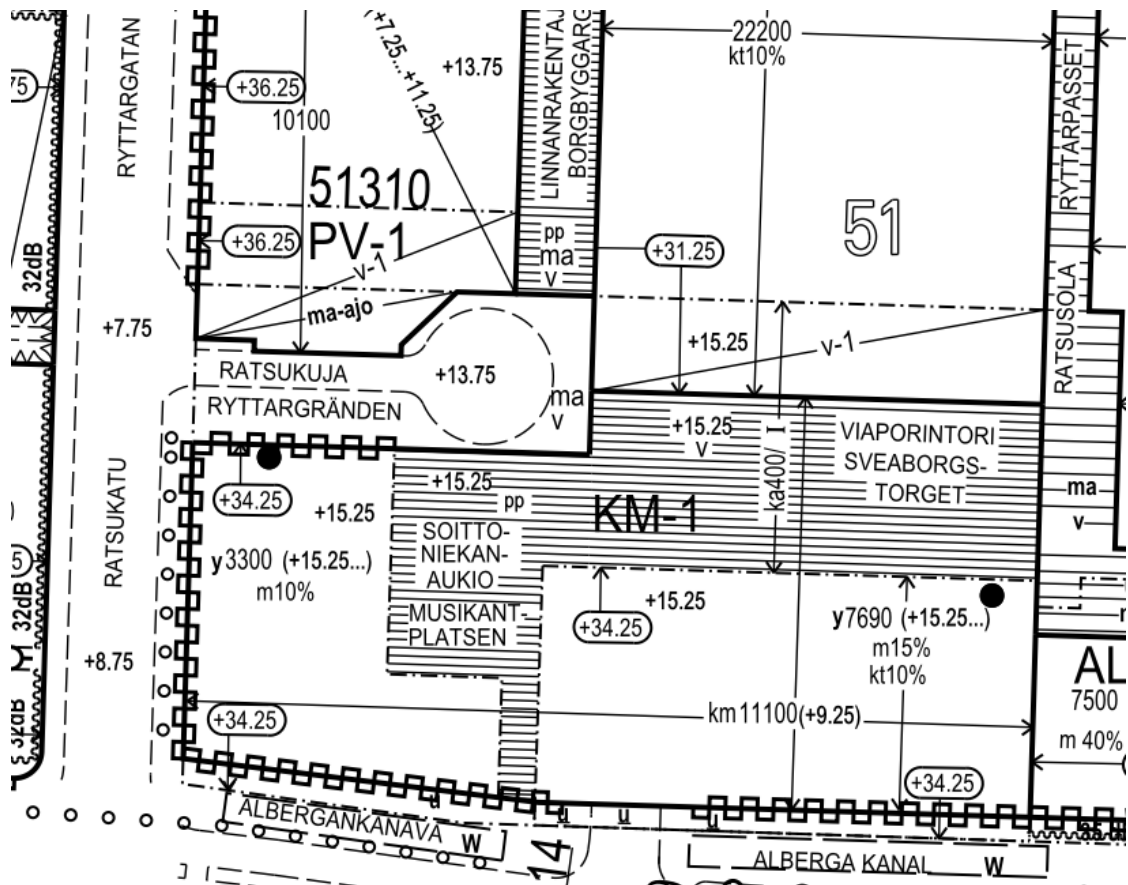 RYTTARGATAN
+36.25
10100
+7.25...+11.25)
+13.75
22200
kt10%
51310
PV-1
+36.25
32dB
v-1
ma-ajo
pp
ma
V
+31.25
51
RYTTARPASSET
RATSUSOLA
+7.75
+15.25
v-1
RATSUKUJA
RYTTARGRÄNDEN
+13.75
ma
V
+15.25
V
ka400/ I
VIAPORINTORI
SVEABORGS-
TORGET
ma
v
RATSUKATU
+34.25
+15.25
+15.25
pp
KM-1
y3300 (+15.25...)
m10%
SOITTO-
NIEKAN-
AUKIO
MUSIKANT-
PLATSEN
+34.25
+15.25
y7690 (+15.25...)
m15%
kt10%
32dB
M
32dB
+8.75
+34.25
km11100(+9.25)
AL
7500
m 40%
+34.25
u
u
u
u
ALBERGANKANAVA
W
14
ALBERGA KANAL
W